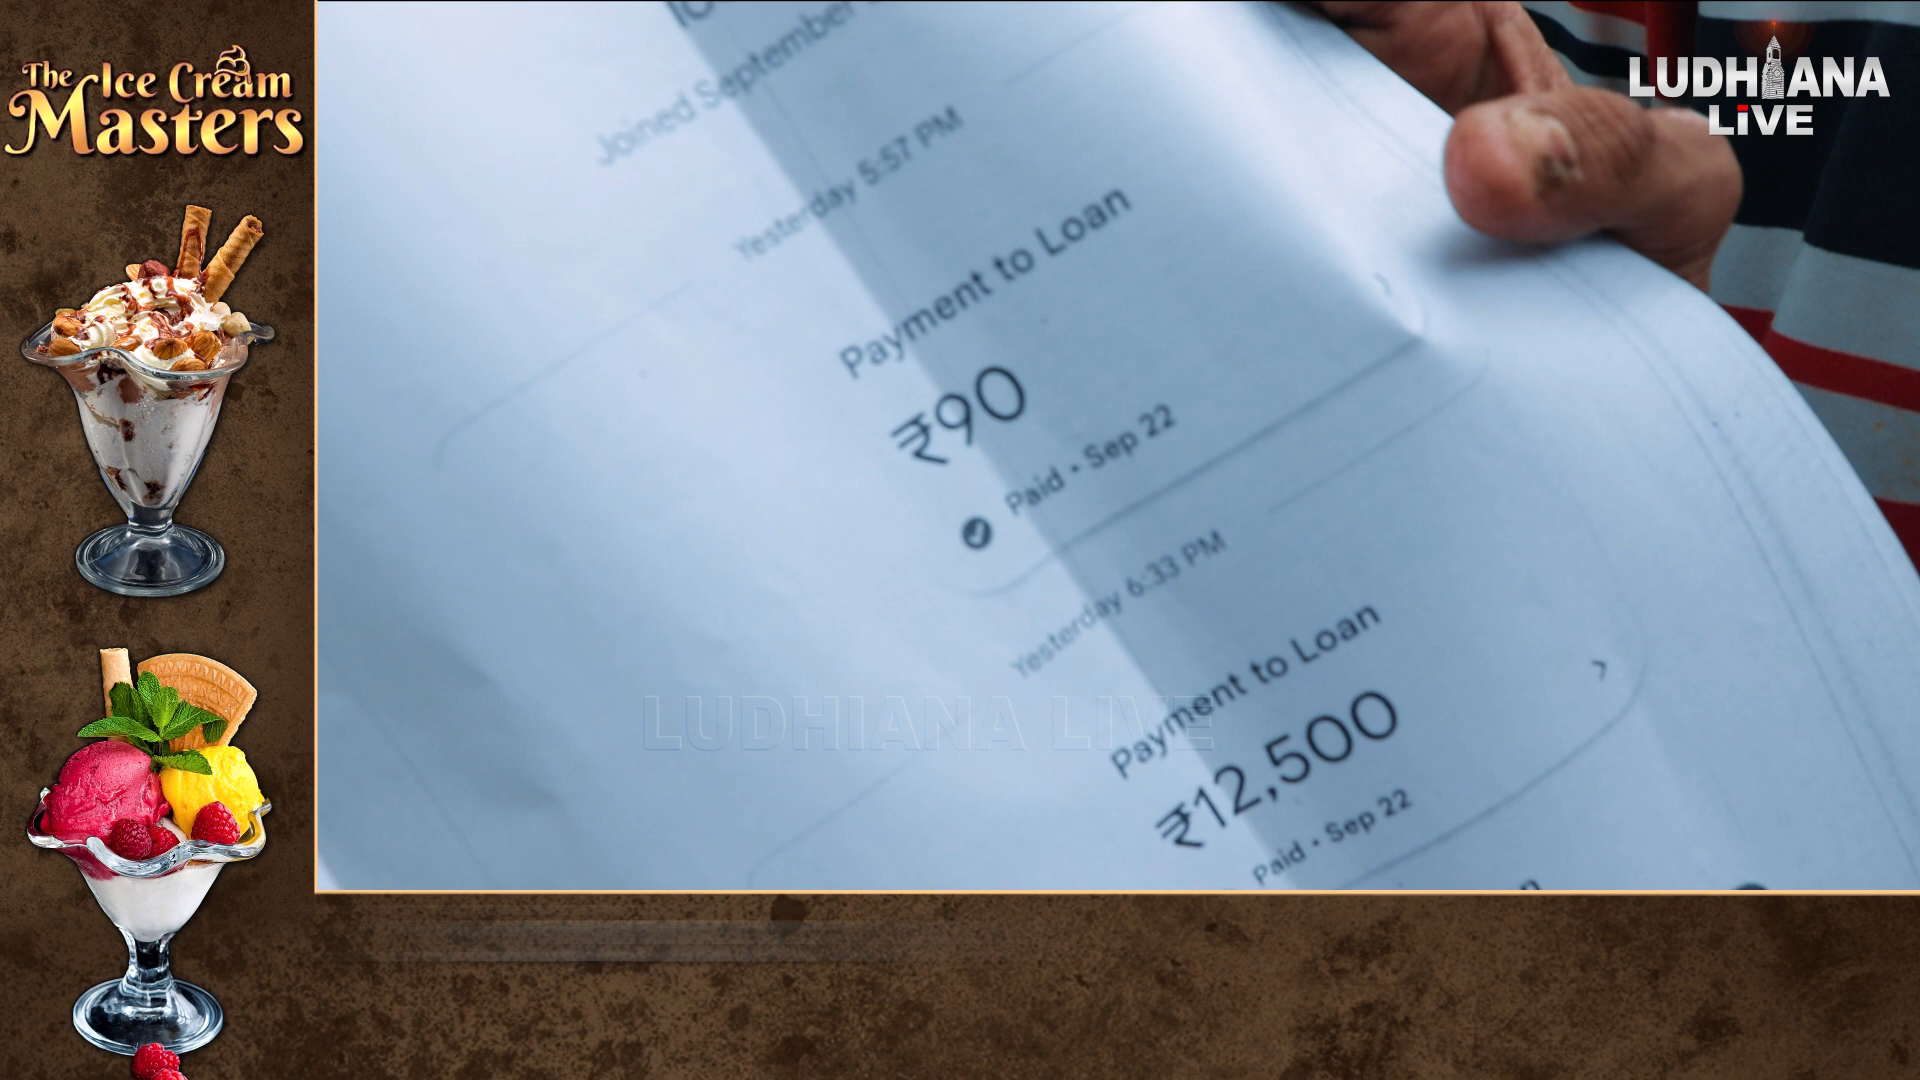 The Ice Cream
Masters
LUDHIANA
LiVE
Joined September
Yesterday 5:57 PM
Payment to Loan
₹90
Paid • Sep 22
Yesterday 6:33 PM
Payment to Loan
₹12,500
Paid • Sep 22
LUDHIANA LIVE